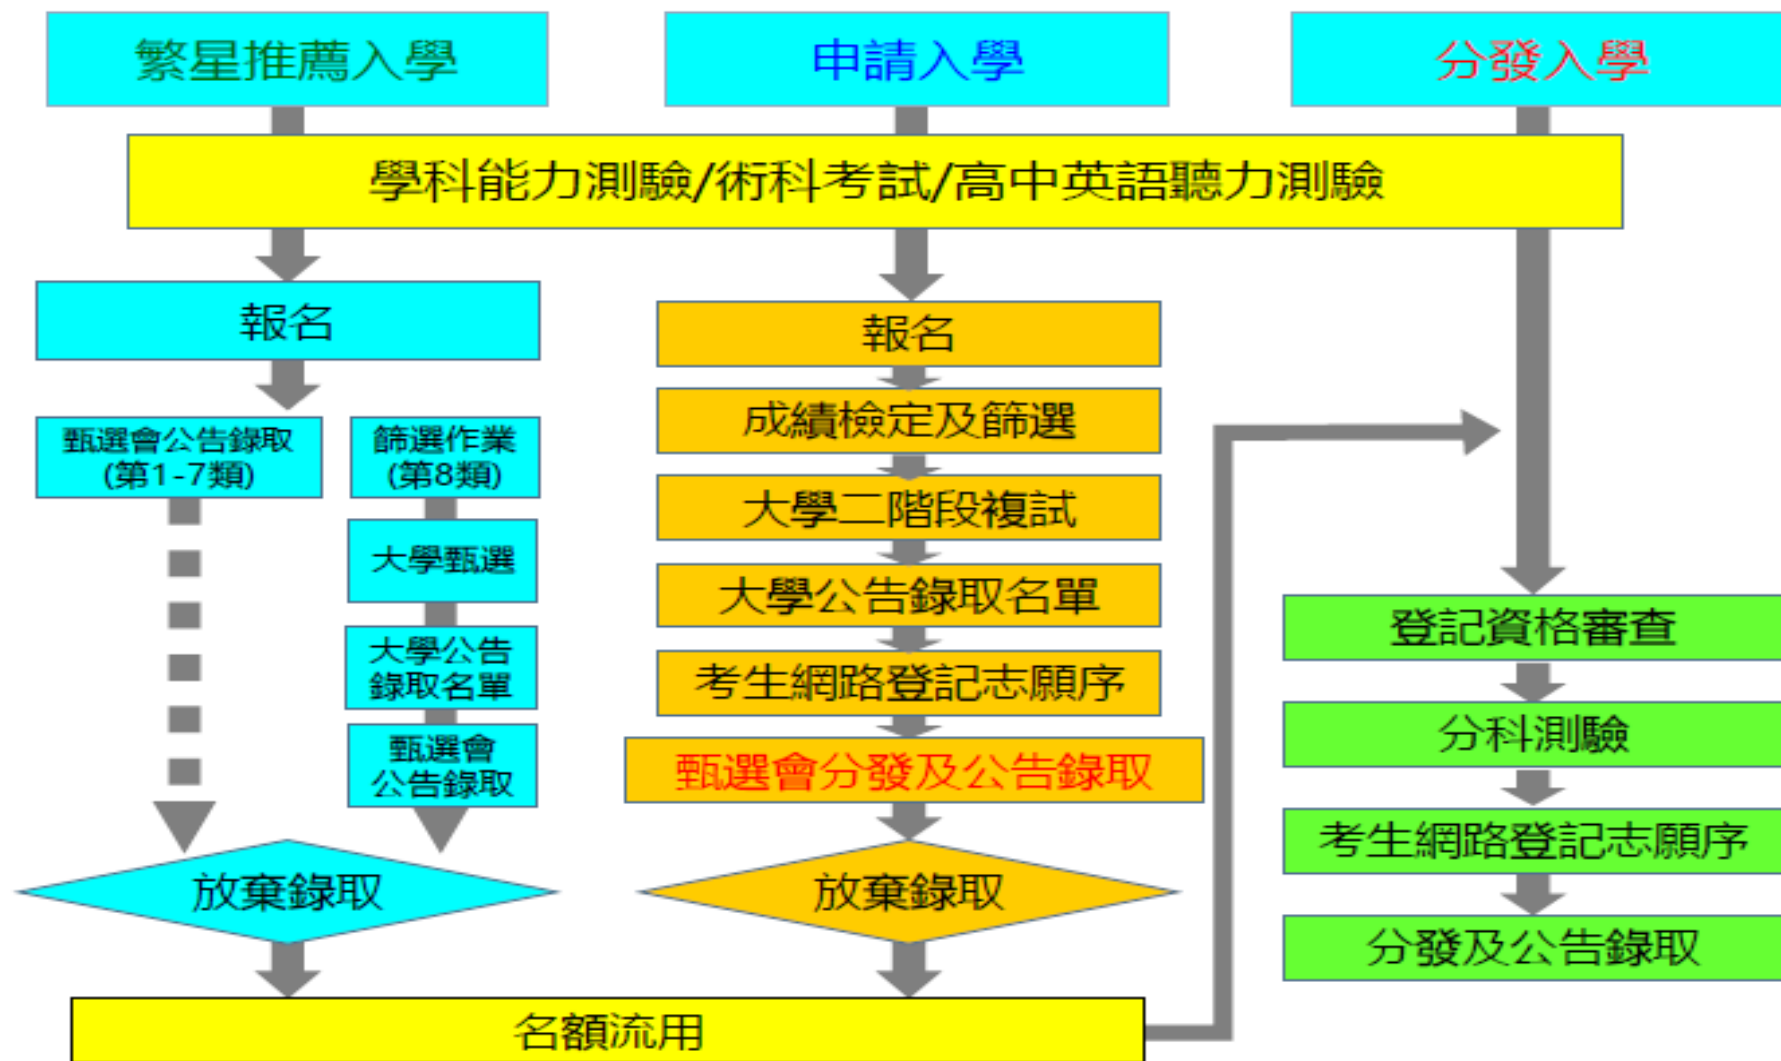 繁星推薦入學
申請入學
分發入學
學科能力測驗/術科考試/高中英語聽力測驗
報名
甄選會公告錄取
(第1-7類)
篩選作業
(第8類)
大學甄選
大學公告
錄取名單
甄選會
公告錄取
放棄錄取
報名
成績檢定及篩選
大學二階段複試
大學公告錄取名單
考生網路登記志願序
甄選會分發及公告錄取
放棄錄取
名額流用
登記資格審查
分科測驗
考生網路登記志願序
分發及公告錄取